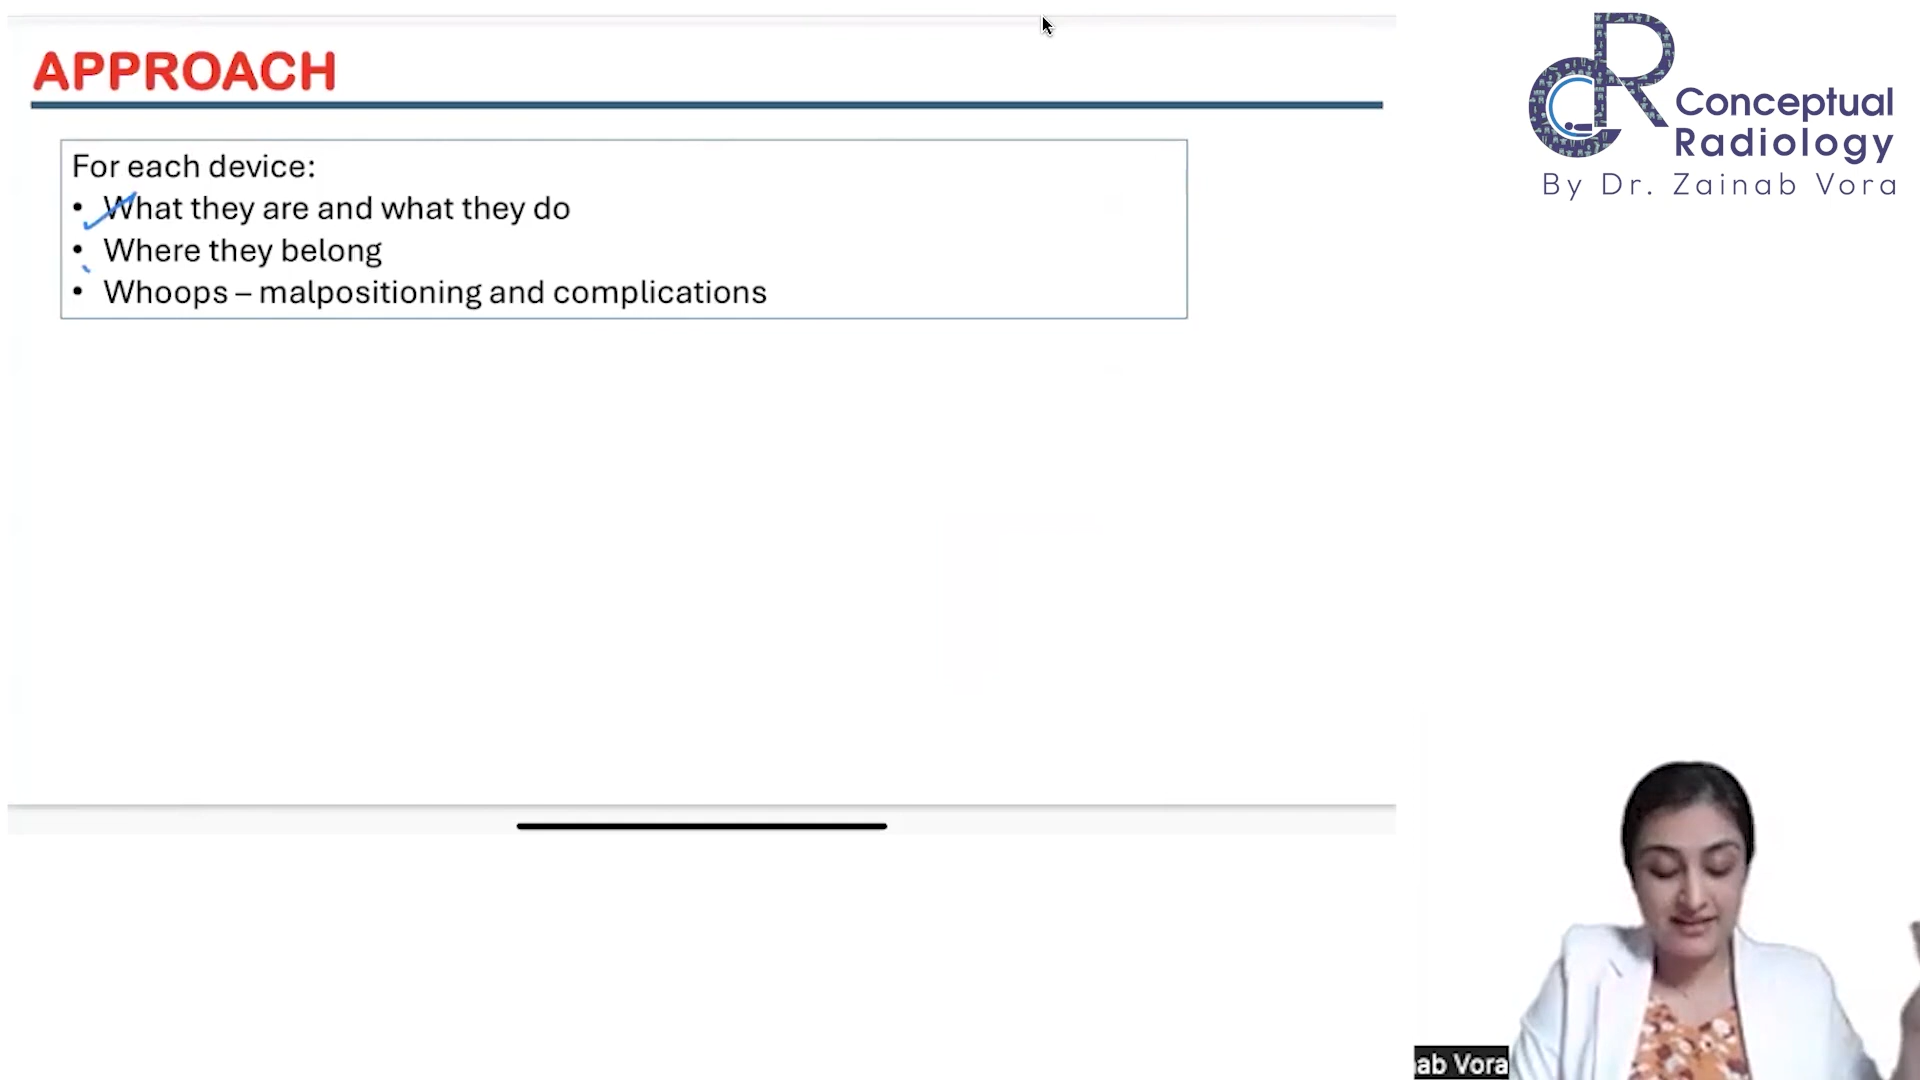 APPROACH
For each device:
• What they are and what they do
• Where they belong
• Whoops – malpositioning and complications
CR
Conceptual
Radiology
By Dr. Zainab Vora
ab Vora